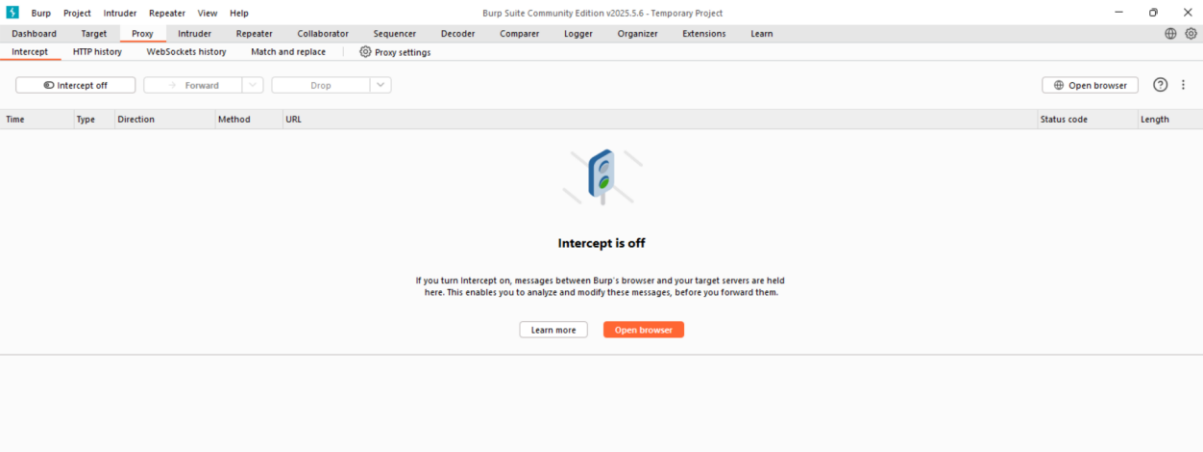 Burp Project Intruder Repeater View Help Burp Suite Community Edition v2025.5.6 - Temporary Project
Dashboard Target Proxy Intruder Repeater Collaborator Sequencer Decoder Comparer Logger Organizer Extensions Learn
Intercept HTTP history WebSockets history Match and replace Proxy settings
Intercept off Forward Drop Open browser
Time Type Direction Method URL Status code Length
Intercept is off
If you turn Intercept on, messages between Burp's browser and your target servers are held
here. This enables you to analyze and modify these messages, before you forward them.
Learn more Open browser